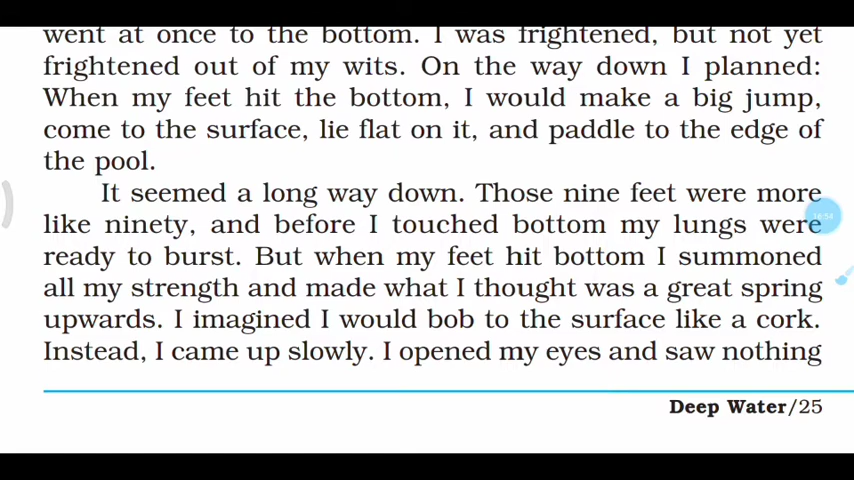 went at once to the bottom. I was frightened, but not yet
frightened out of my wits. On the way down I planned:
When my feet hit the bottom, I would make a big jump,
come to the surface, lie flat on it, and paddle to the edge of
the pool.
It seemed a long way down. Those nine feet were more
like ninety, and before I touched bottom my lungs were
ready to burst. But when my feet hit bottom I summoned
all my strength and made what I thought was a great spring
upwards. I imagined I would bob to the surface like a cork.
Instead, I came up slowly. I opened my eyes and saw nothing
Deep Water/25